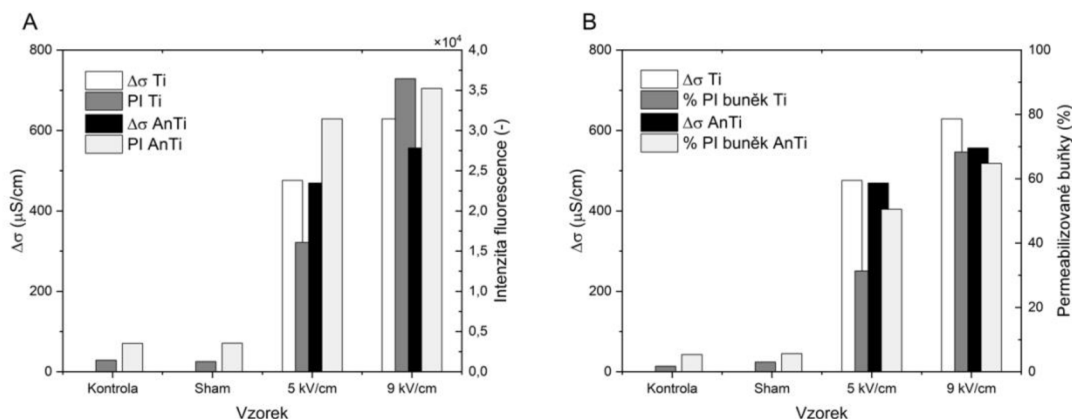 A
×10⁴
800
600
400
200
0
Δσ (µS/cm)
Δσ Ti
PI Ti
Δσ AnTi
PI AnTi
4,0
3,5
3,0
2,5
2,0
1,5
1,0
0,5
0,0
Intenzita fluorescence (-)
Kontrola Sham 5 kV/cm 9 kV/cm
Vzorek
B
800
600
400
200
0
Δσ (µS/cm)
Δσ Ti
% PI buněk Ti
Δσ AnTi
% PI buněk AnTi
100
80
60
40
20
0
Permeabilizované buňky (%)
Kontrola Sham 5 kV/cm 9 kV/cm
Vzorek